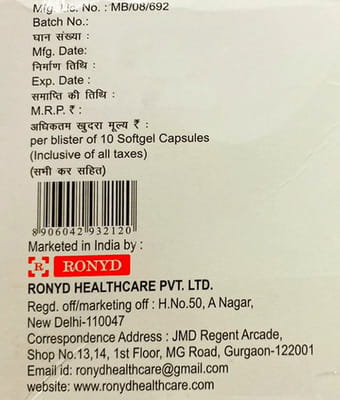 Mfg. Lic. No. : MB/08/692
Batch No.:
घान संख्या :
Mfg. Date:
निर्माण तिथि :
Exp. Date :
समाप्ति की तिथि :
M.R.P. ₹ :
अधिकतम खुदरा मूल्य ₹ :
per blister of 10 Softgel Capsules
(Inclusive of all taxes)
(सभी कर सहित)
8 906042 932120
Marketed in India by :
R RONYD
RONYD HEALTHCARE PVT. LTD.
Regd. off/marketing off : H.No.50, A Nagar,
New Delhi-110047
Correspondence Address : JMD Regent Arcade,
Shop No.13,14, 1st Floor, MG Road, Gurgaon-122001
Email id: ronydhealthcare@gmail.com
website: www.ronydhealthcare.com